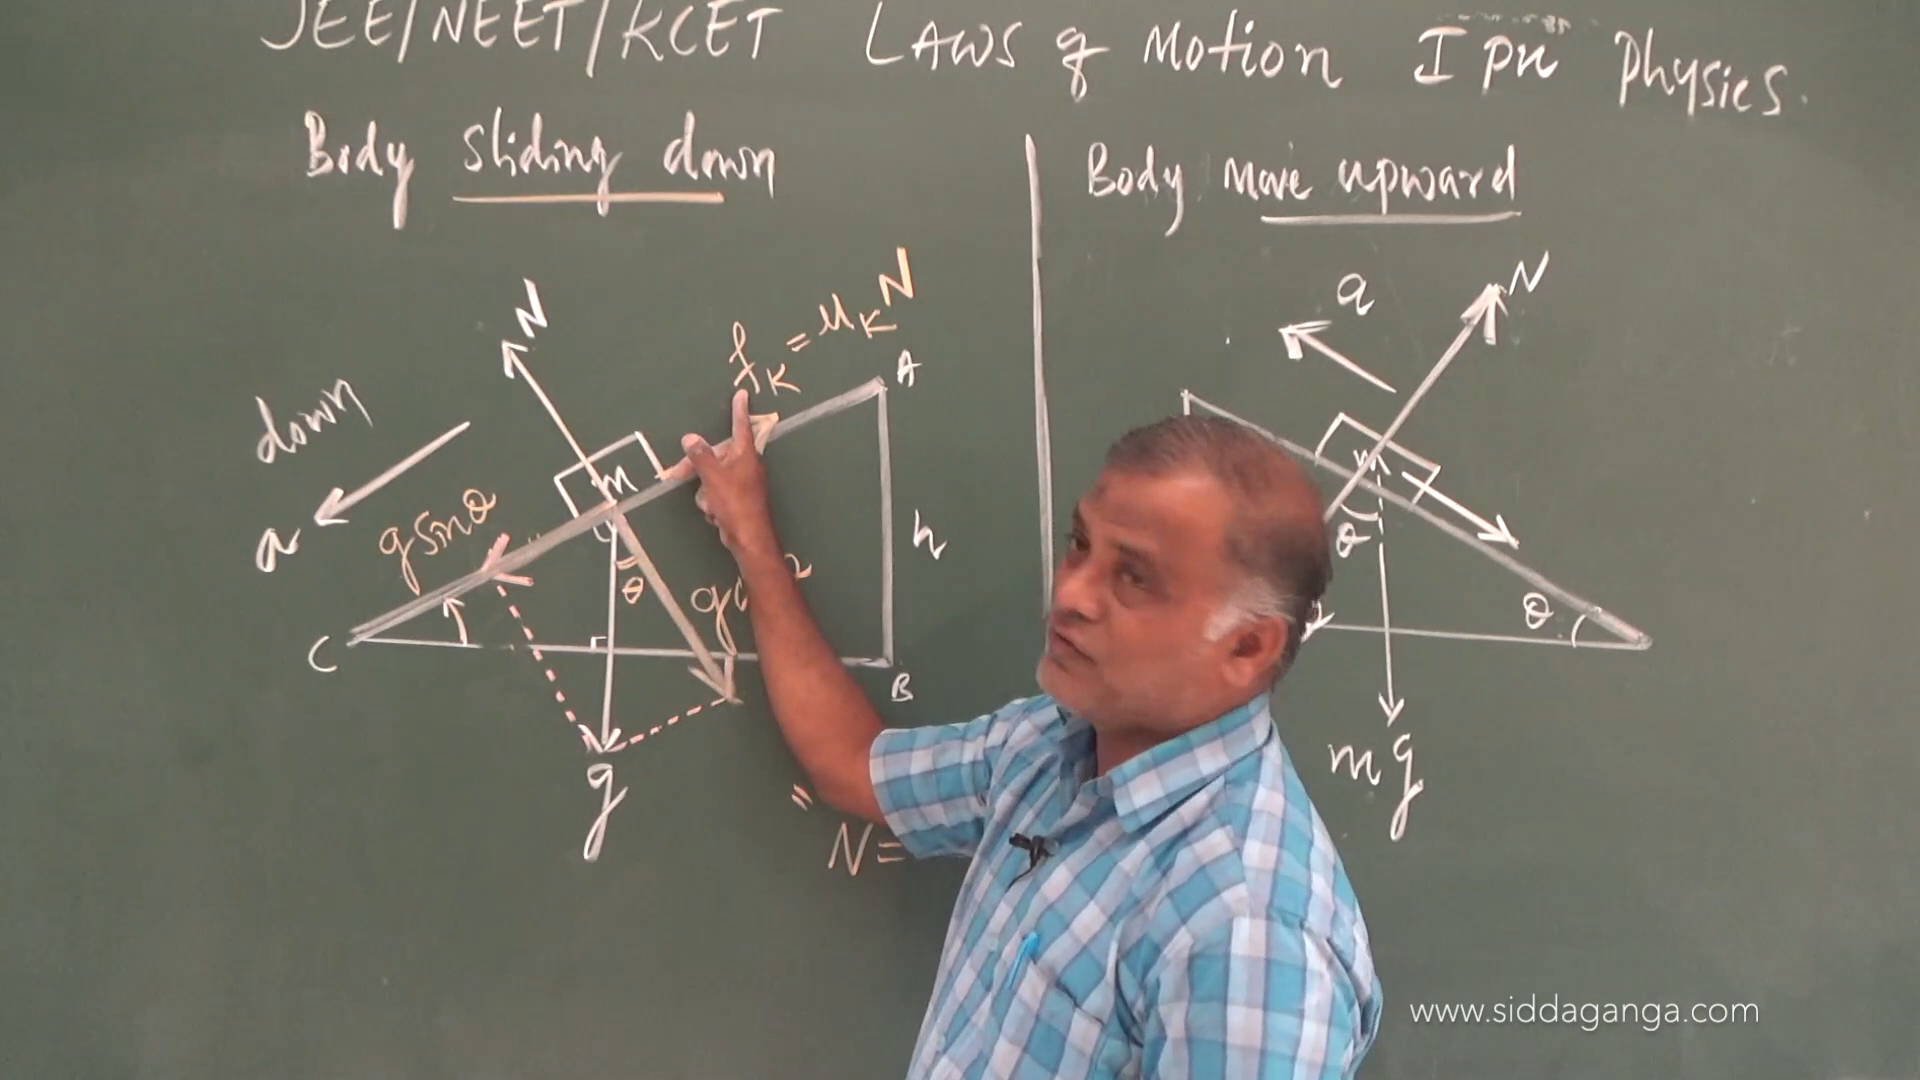 JEE/NEET/KCET LAWS of Motion I PU Physics.
Body sliding down
Body Move upward
N
fK = μK N
A
a
N
down
a
g sin θ
m
h
θ
C
B
g
N =
m
θ
θ
mg
www.siddaganga.com